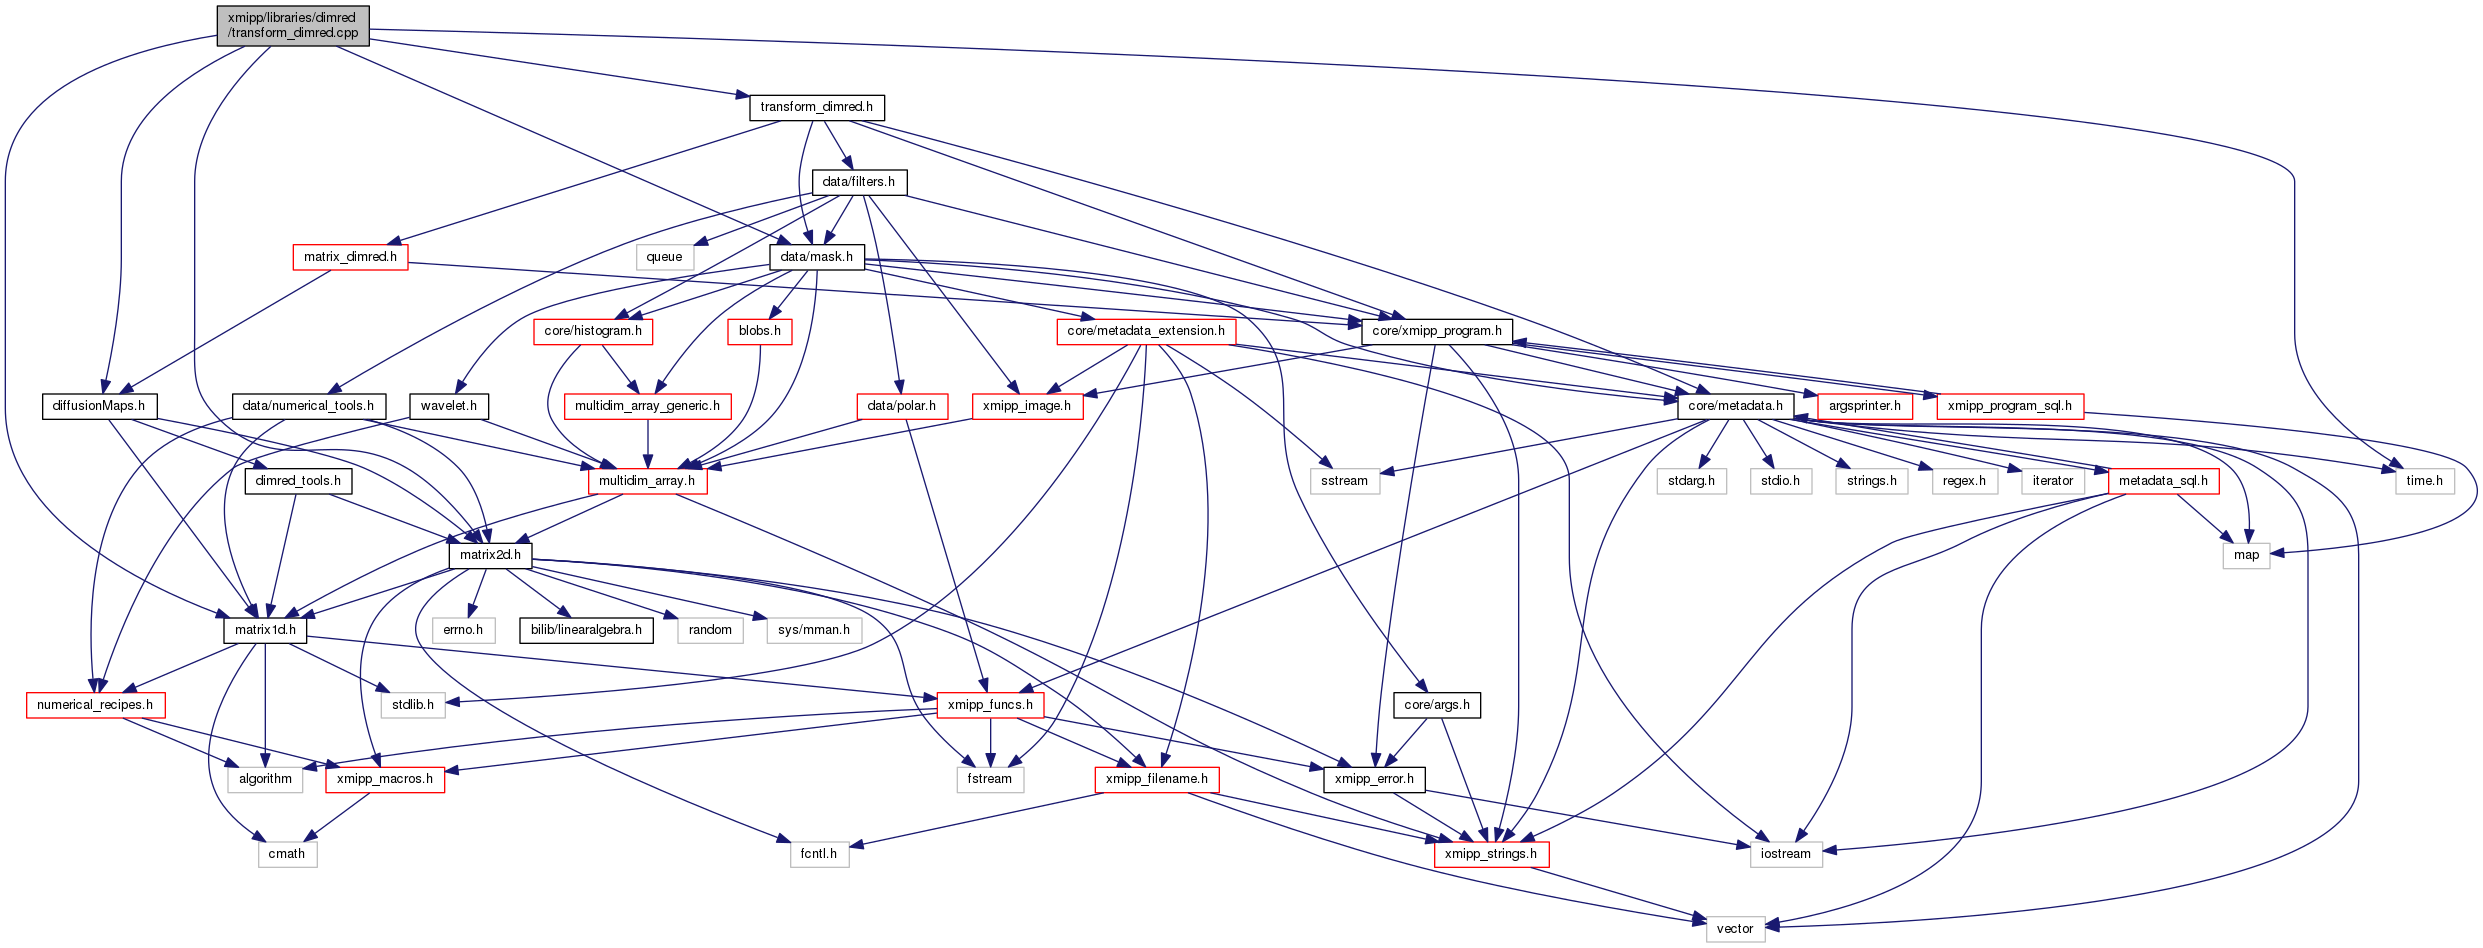 xmipp/libraries/dimred
/transform_dimred.cpp
transform_dimred.h
data/filters.h
matrix_dimred.h
queue
data/mask.h
core/histogram.h
blobs.h
core/metadata_extension.h
core/xmipp_program.h
diffusionMaps.h
data/numerical_tools.h
wavelet.h
multidim_array_generic.h
data/polar.h
xmipp_image.h
core/metadata.h
argsprinter.h
xmipp_program_sql.h
dimred_tools.h
multidim_array.h
sstream
stdarg.h
stdio.h
strings.h
regex.h
iterator
metadata_sql.h
time.h
matrix2d.h
map
matrix1d.h
errno.h
bilib/linearalgebra.h
random
sys/mman.h
numerical_recipes.h
stdlib.h
xmipp_funcs.h
core/args.h
algorithm
xmipp_macros.h
fstream
xmipp_filename.h
xmipp_error.h
cmath
fcntl.h
xmipp_strings.h
iostream
vector